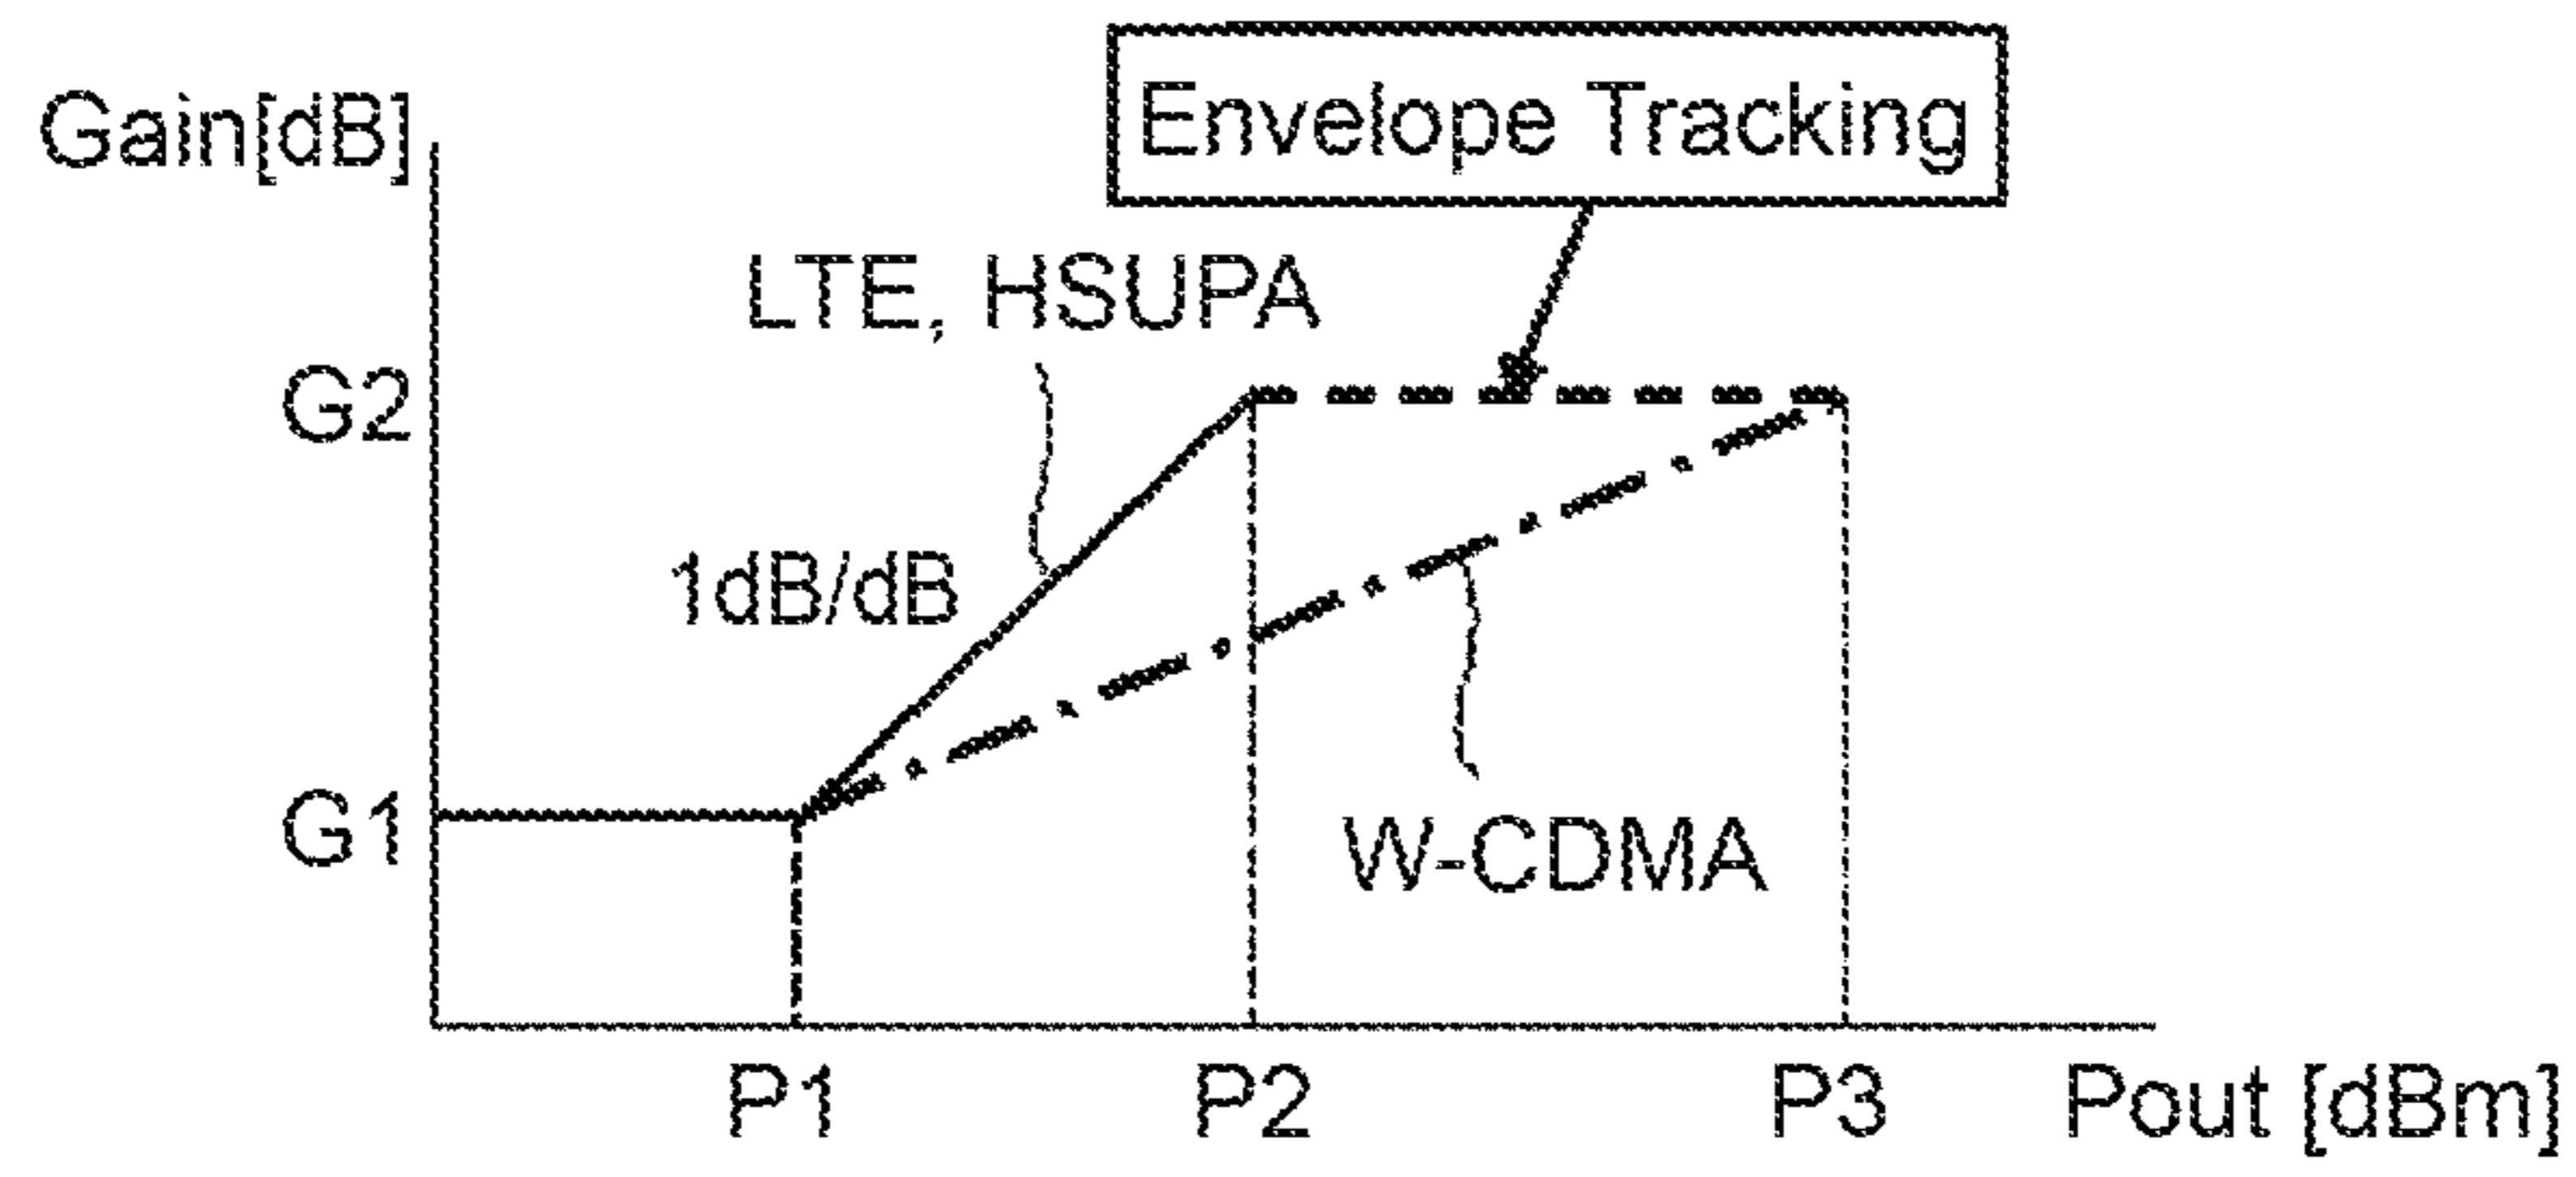 Envelope Tracking
Gain[dB]
LTE, HSUPA
G2
1dB/dB
G1
W-CDMA
P1 P2 P3 Pout [dBm]